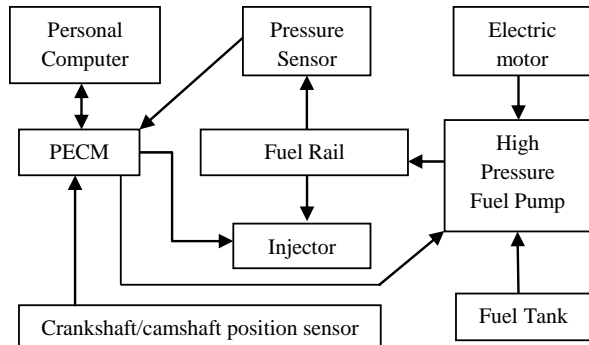 Personal
Computer
Pressure
Sensor
Electric
motor
PECM
Fuel Rail
High
Pressure
Fuel Pump
Injector
Crankshaft/camshaft position sensor
Fuel Tank